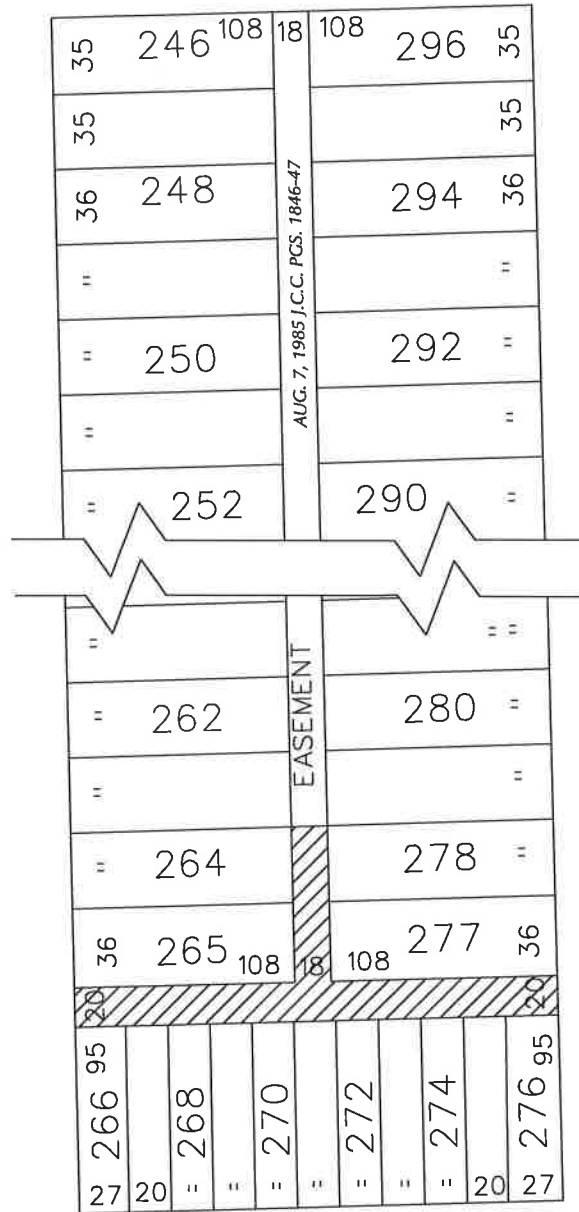 35 246 108 18 108 296 35
35 35
36 248 294 36
" "
" 250 292 "
" "
AUG. 7, 1985 J.C.C. PGS. 1846-47
" 252 290 "
" " "
" 262 280 "
EASEMENT
" "
" 264 278 "
36 265 108 18 108 277 36
20 20
95 95
266 268 270 272 274 276
27 20 " " " " " " 20 27